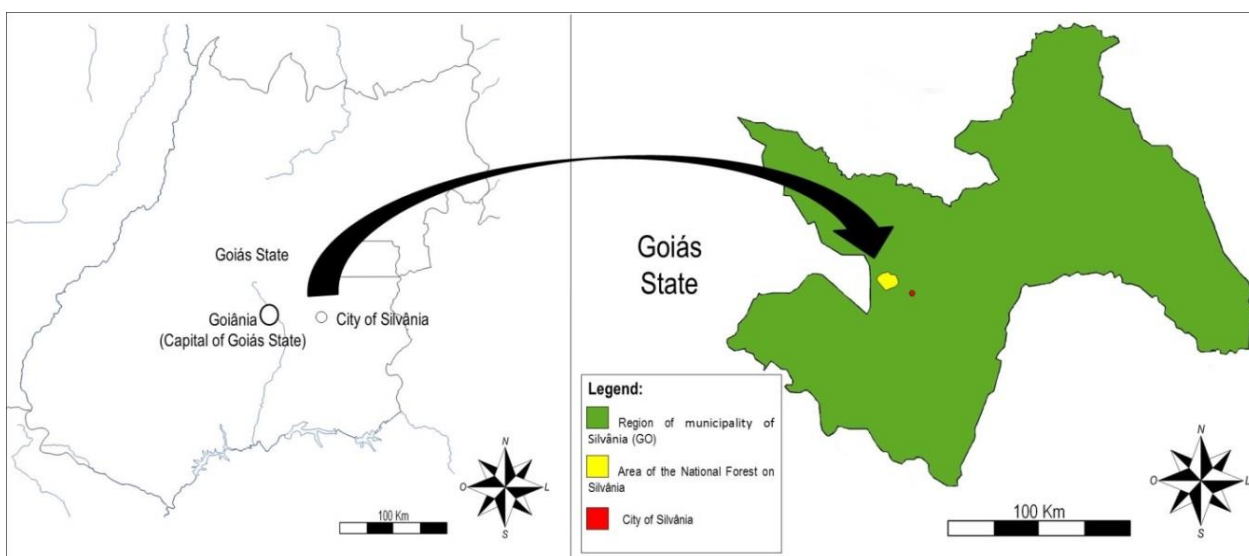 Goiás State
Goiânia
(Capital of Goiás State)
City of Silvânia
100 Km
N
O
L
S
Goiás
State
Legend:
Region of municipality of
Silvânia (GO)
Area of the National Forest on
Silvânia
City of Silvânia
100 Km
N
O
L
S